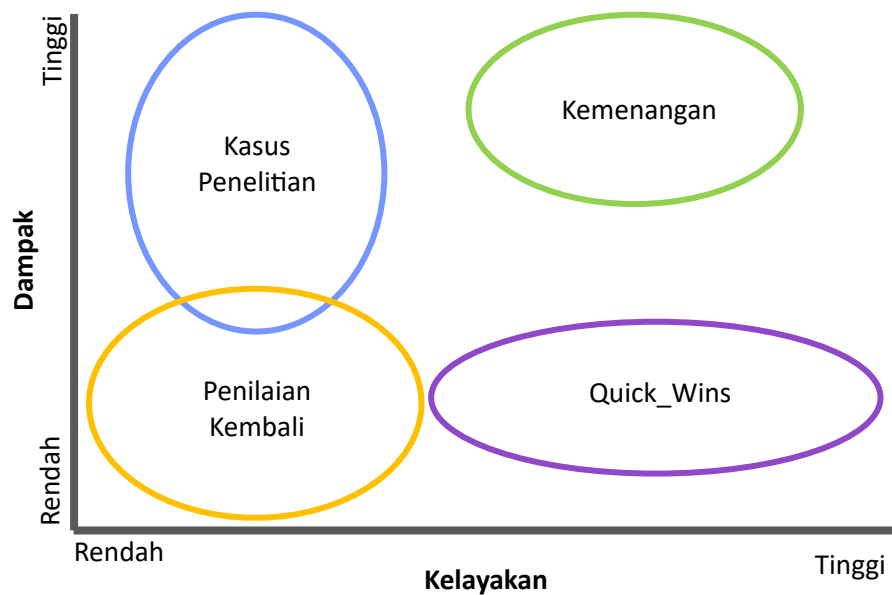 Tinggi
Dampak
Rendah
Kasus
Penelitian
Kemenangan
Penilaian
Kembali
Quick_Wins
Rendah
Kelayakan
Tinggi